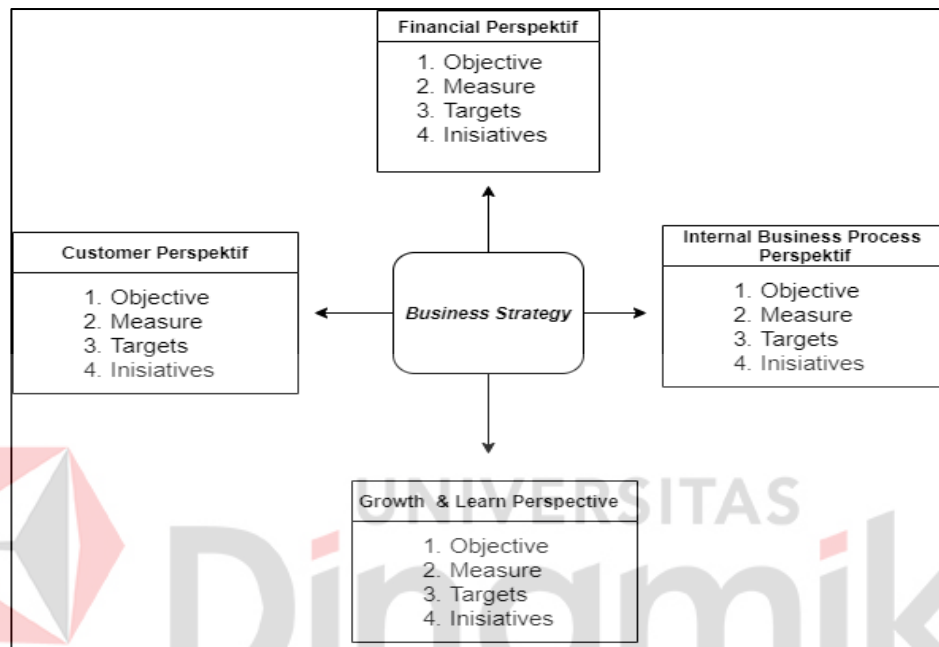 Financial Perspektif
1. Objective
2. Measure
3. Targets
4. Inisiatives
Customer Perspektif
1. Objective
2. Measure
3. Targets
4. Inisiatives
Business Strategy
Internal Business Process
Perspektif
1. Objective
2. Measure
3. Targets
4. Inisiatives
Growth & Learn Perspective
1. Objective
2. Measure
3. Targets
4. Inisiatives
UNIVERSITAS
Dinamik